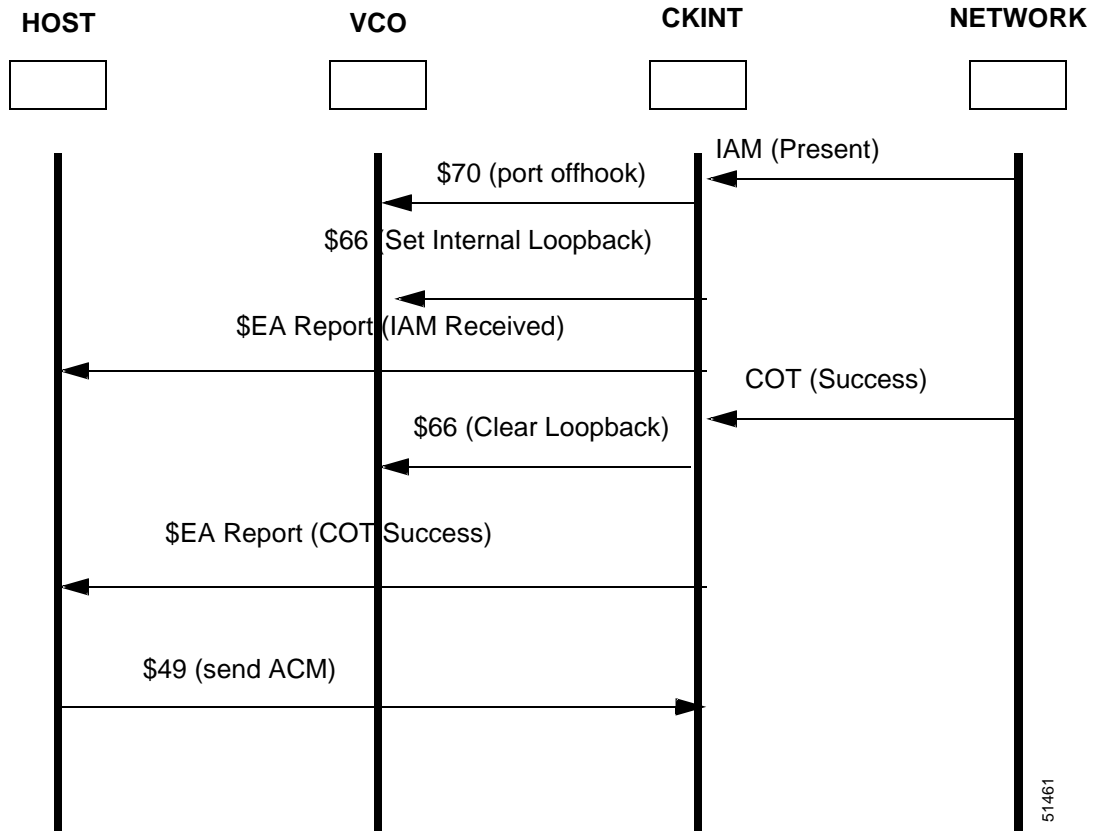 HOST
VCO
CKINT
NETWORK
IAM (Present)
$70 (port offhook)
$66 (Set Internal Loopback)
$EA Report (IAM Received)
COT (Success)
$66 (Clear Loopback)
$EA Report (COT Success)
$49 (send ACM)
51461